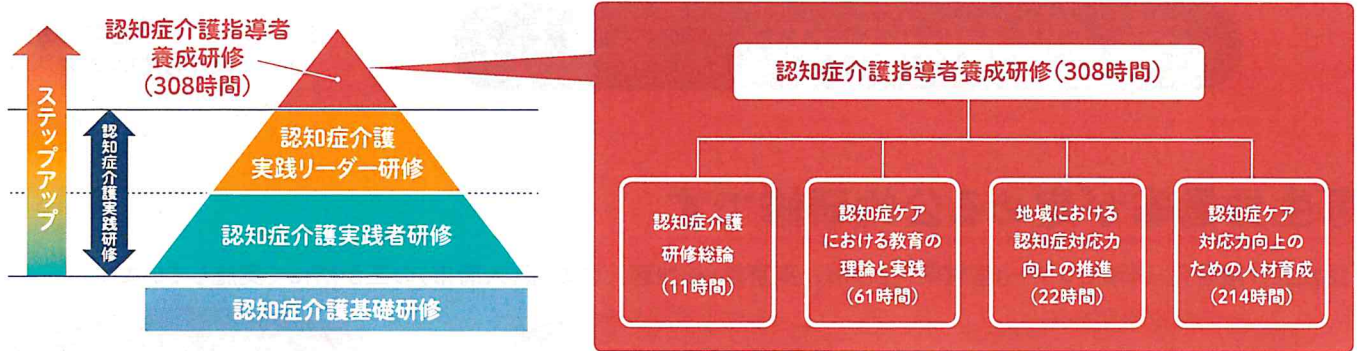 ステップアップ
認知症介護実践研修
認知症介護指導者
養成研修
(308時間)
認知症介護
実践リーダー研修
認知症介護実践者研修
認知症介護基礎研修
認知症介護指導者養成研修(308時間)
認知症介護
研修総論
(11時間)
認知症ケア
における教育の
理論と実践
(61時間)
地域における
認知症対応力
向上の推進
(22時間)
認知症ケア
対応力向上の
ための人材育成
(214時間)